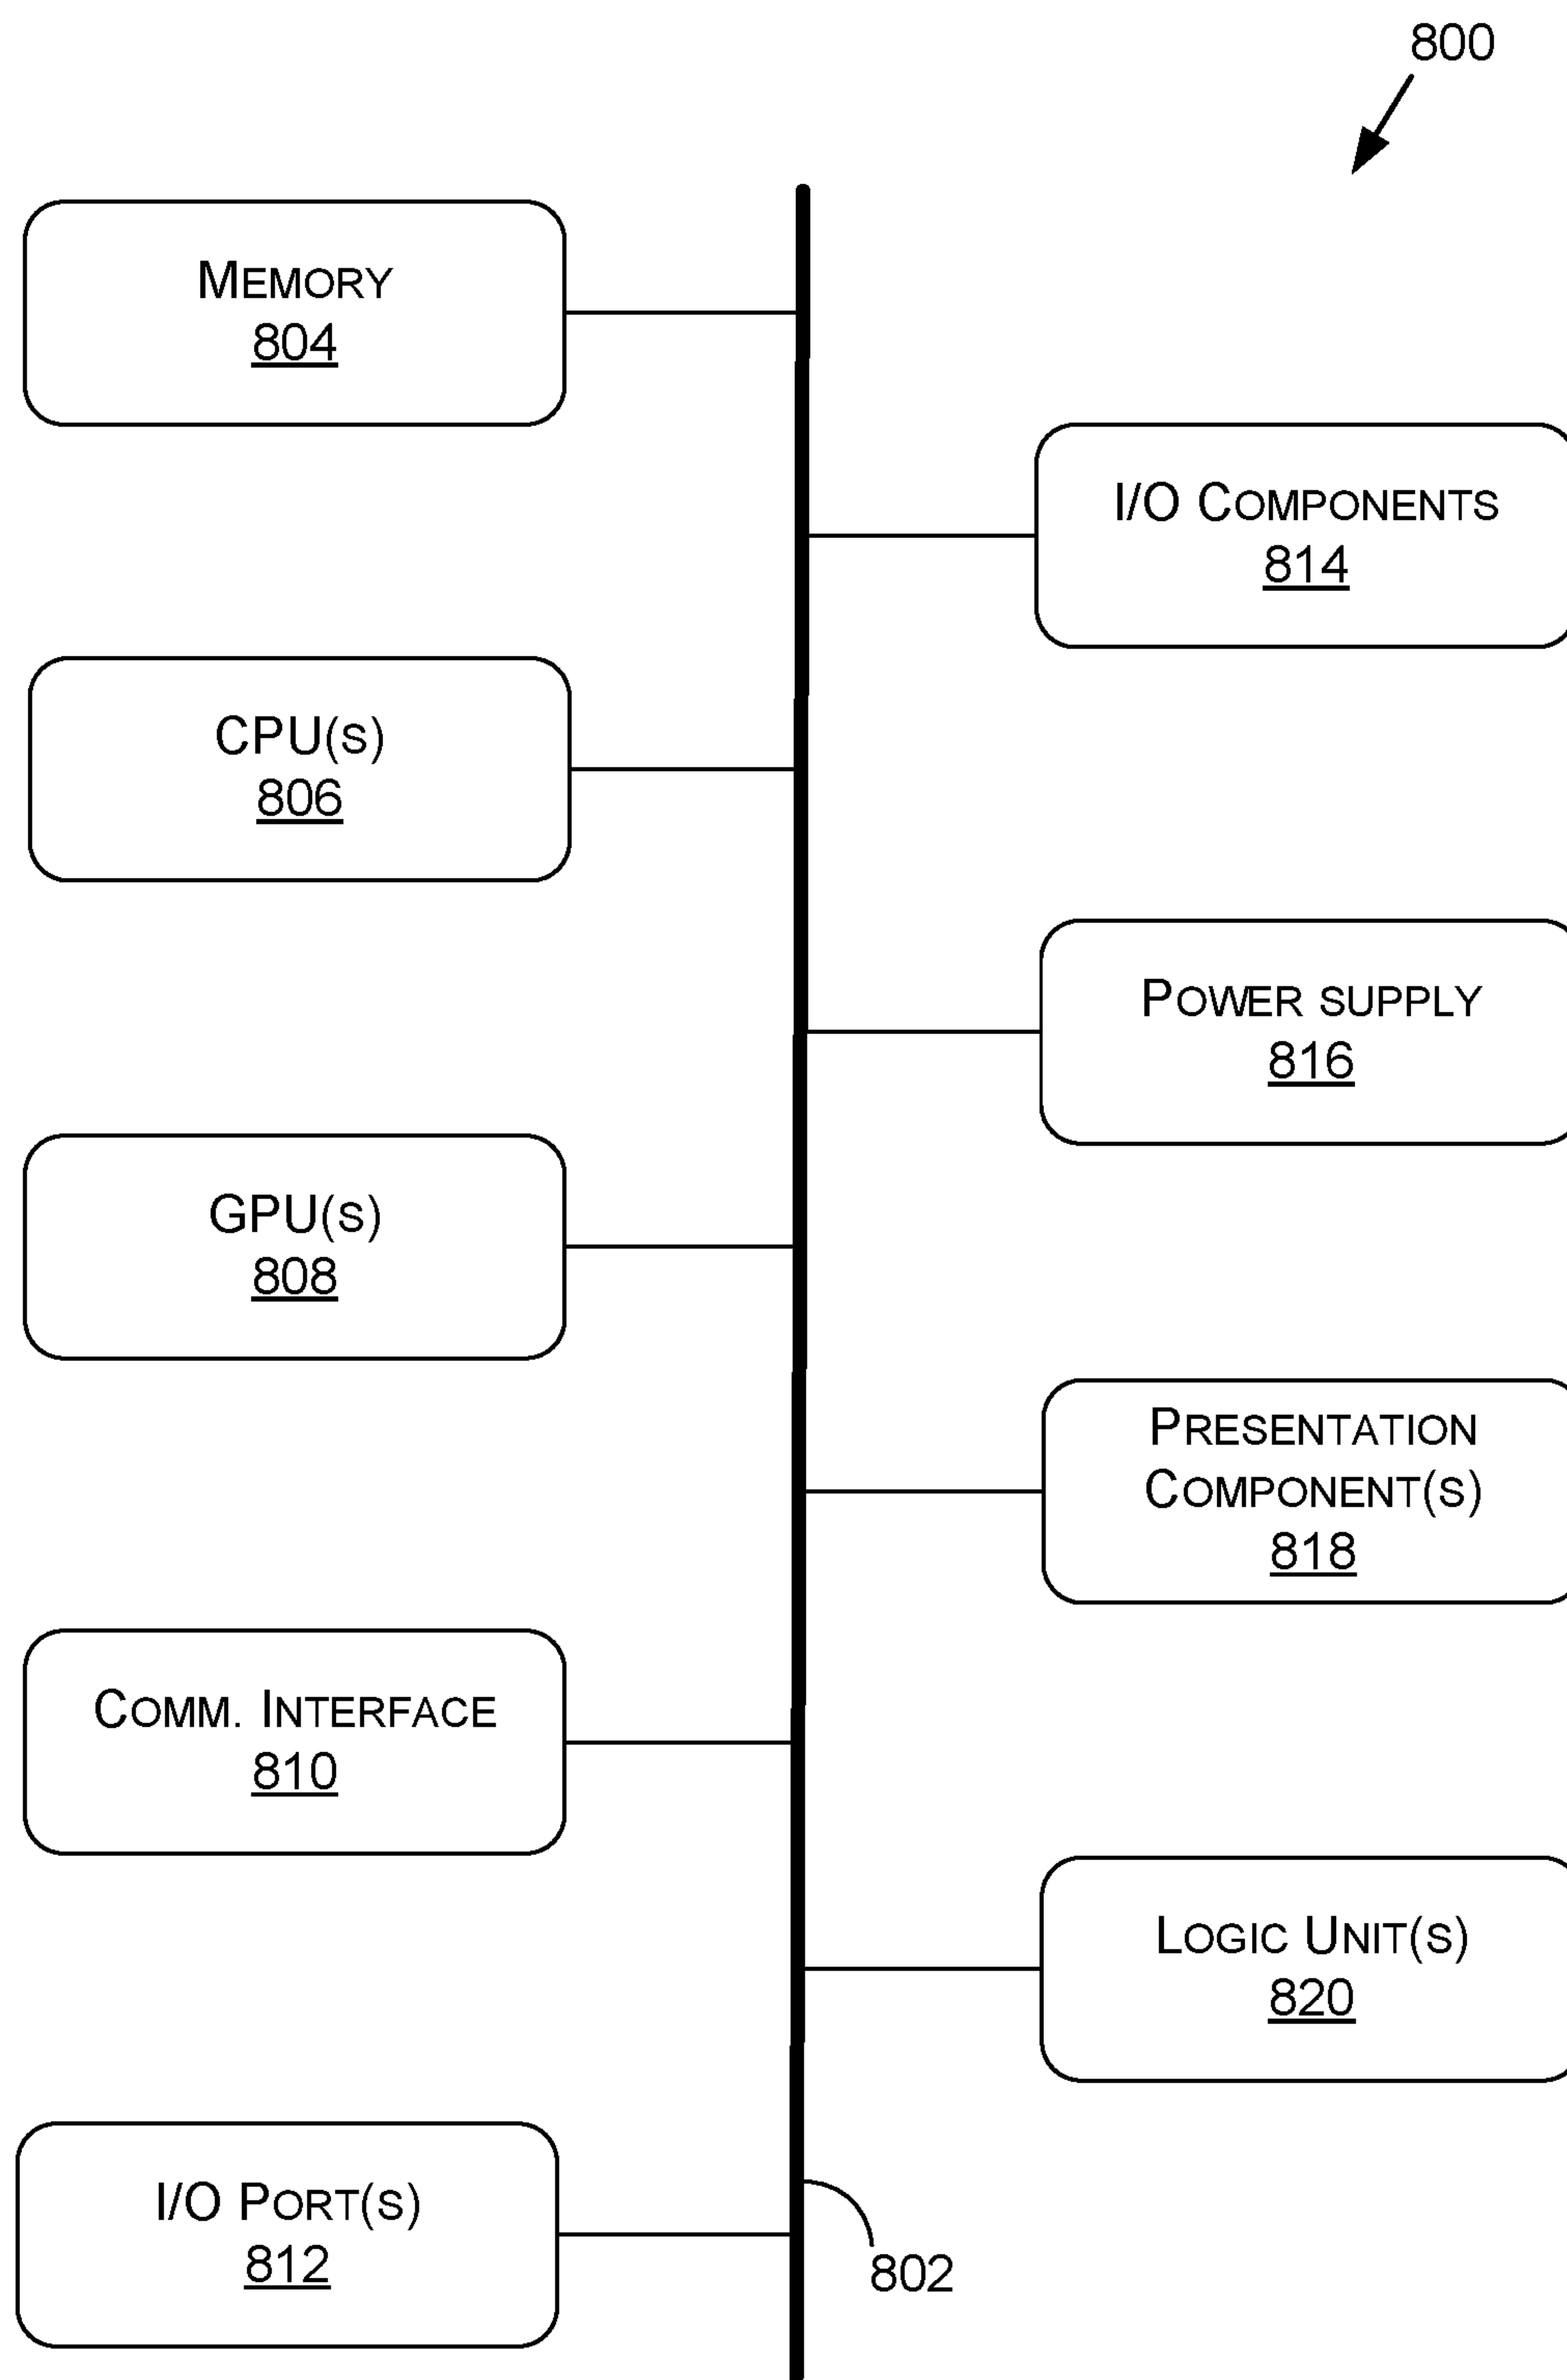 800
MEMORY
804
I/O COMPONENTS
814
CPU(S)
806
POWER SUPPLY
816
GPU(S)
808
PRESENTATION
COMPONENT(S)
818
COMM. INTERFACE
810
LOGIC UNIT(S)
820
I/O PORT(S)
812
802